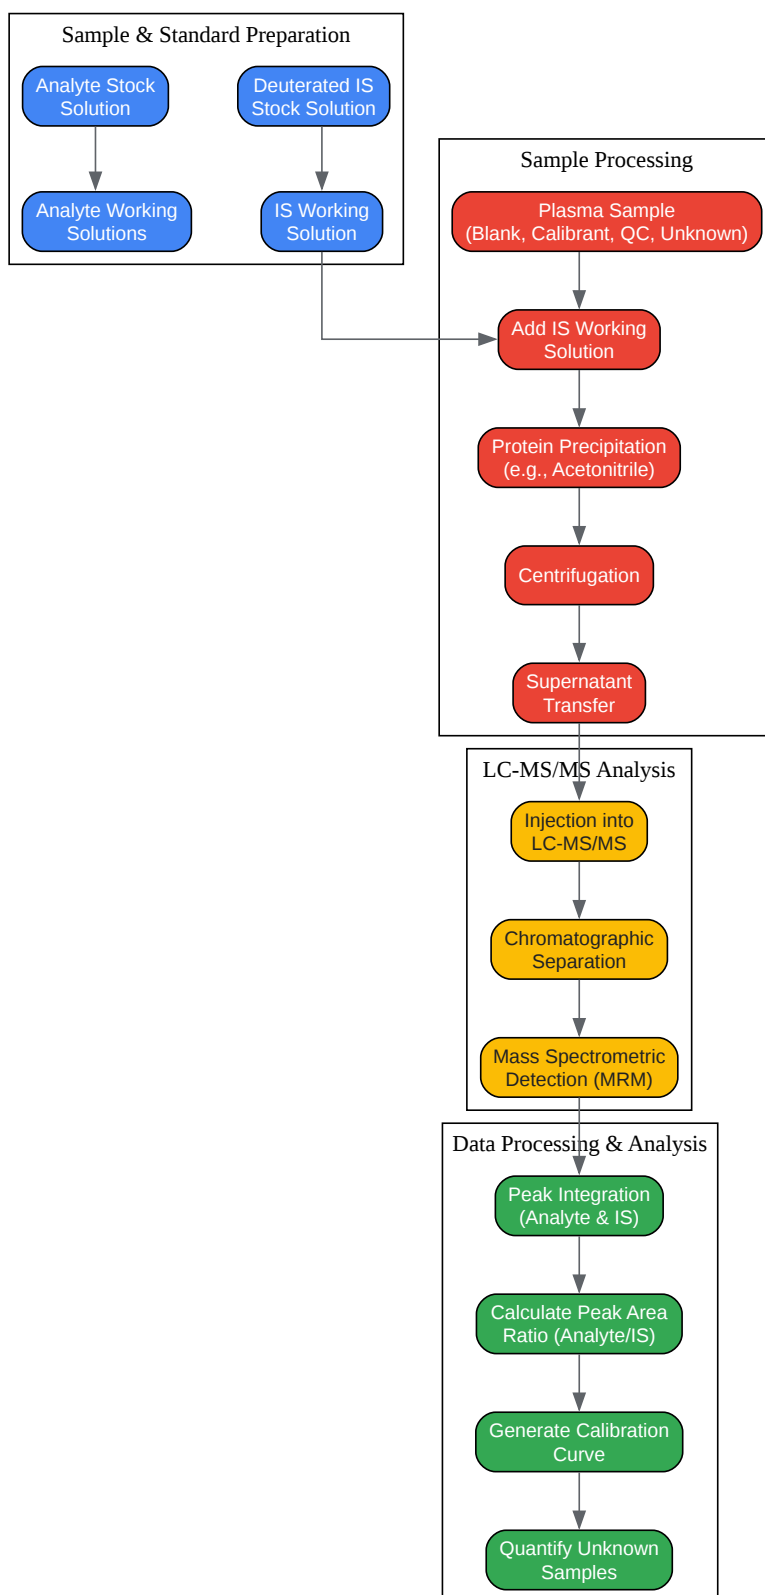 Sample & Standard Preparation
Analyte Stock
Solution
Deuterated IS
Stock Solution
Analyte Working
Solutions
IS Working
Solution
Sample Processing
Plasma Sample
(Blank, Calibrant, QC, Unknown)
Add IS Working
Solution
Protein Precipitation
(e.g., Acetonitrile)
Centrifugation
Supernatant
Transfer
LC-MS/MS Analysis
Injection into
LC-MS/MS
Chromatographic
Separation
Mass Spectrometric
Detection (MRM)
Data Processing & Analysis
Peak Integration
(Analyte & IS)
Calculate Peak Area
Ratio (Analyte/IS)
Generate Calibration
Curve
Quantify Unknown
Samples